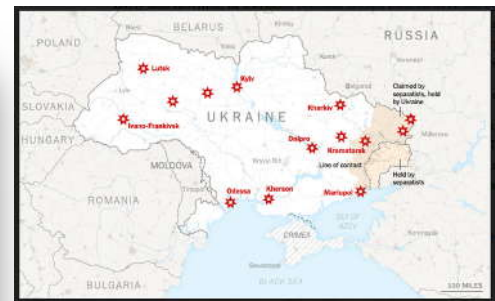 BELARUS
RUSSIA
POLAND
Lutsk
Kyiv
Claimed by
separatists, held
by Ukraine
Kharkiv
SLOVAKIA
UKRAINE
Ivano-Frankivsk
HUNGARY
Dnipro
Kramatorsk
MOLDOVA
Line of contact
Held by
separatists
Mariupol
Odessa
Kherson
ROMANIA
SEA OF
AZOV
CRIMEA
BULGARIA
BLACK SEA
100 MILES